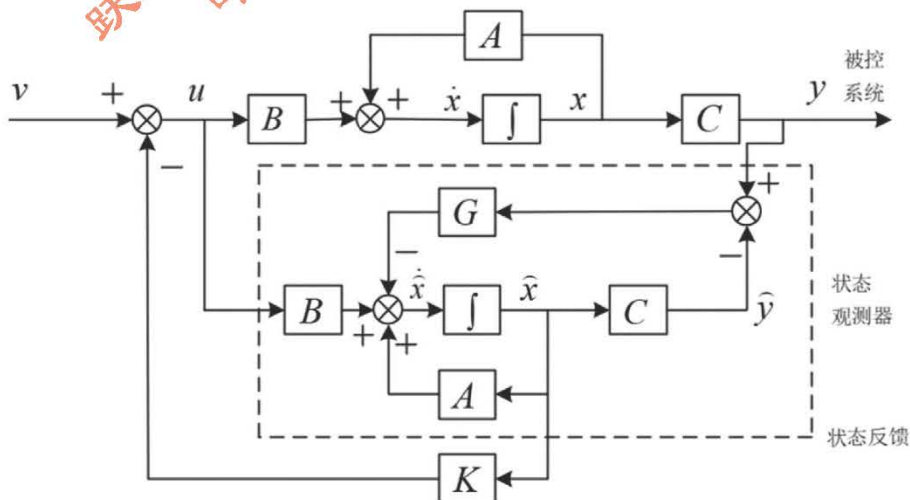 A
v + u B + + ẋ ∫ x C y 被控
系统
− +
G
− −
B + + x̂̇ ∫ x̂ C ŷ 状态
观测器
A
状态反馈
K